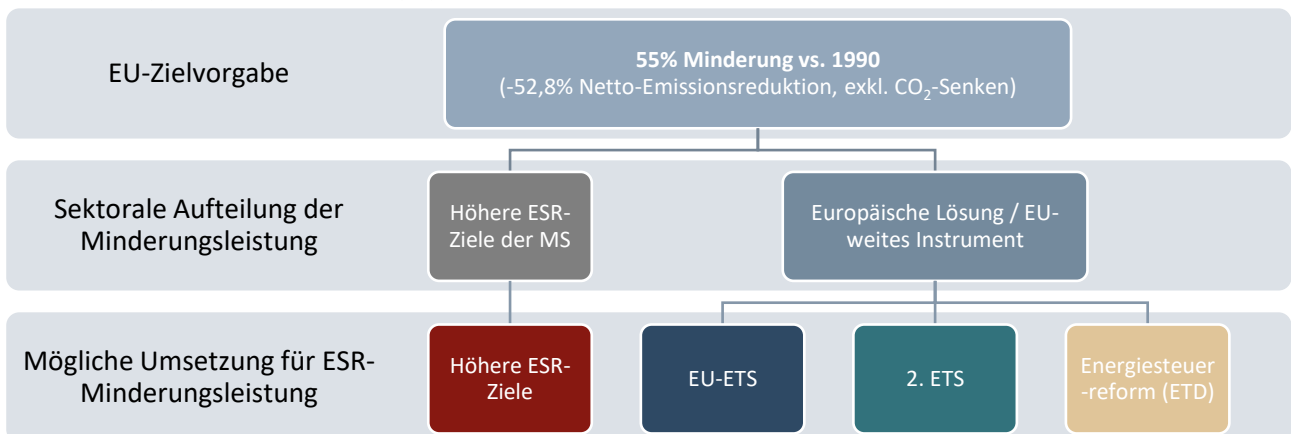 EU-Zielvorgabe
55% Minderung vs. 1990
(-52,8% Netto-Emissionsreduktion, exkl. CO₂-Senken)
Sektorale Aufteilung der
Minderungsleistung
Höhere ESR-
Ziele der MS
Europäische Lösung / EU-
weites Instrument
Mögliche Umsetzung für ESR-
Minderungsleistung
Höhere ESR-
Ziele
EU-ETS
2. ETS
Energiesteuer
-reform (ETD)